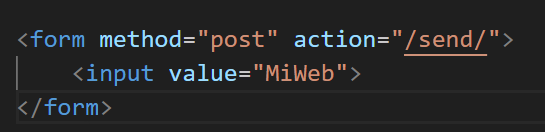 <form method="post" action="/send/">
<input value="MiWeb">
</form>